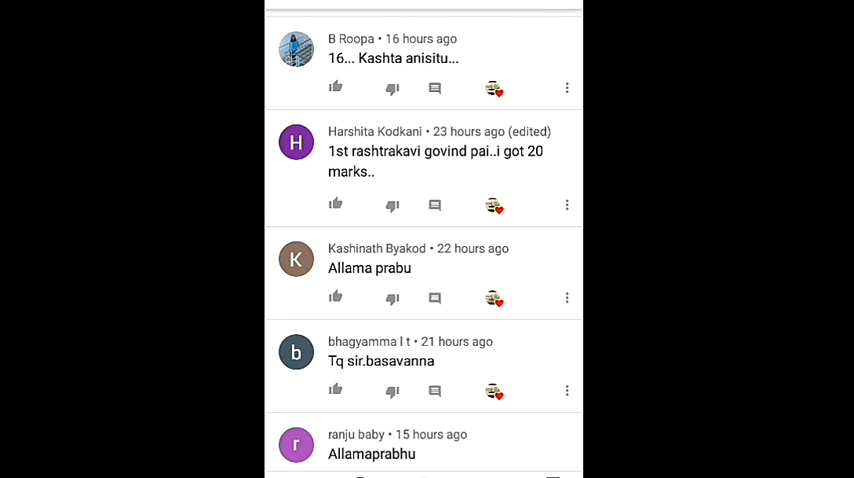 B Roopa • 16 hours ago
16... Kashta anisitu...
H
Harshita Kodkani • 23 hours ago (edited)
1st rashtrakavi govind pai..i got 20
marks..
K
Kashinath Byakod • 22 hours ago
Allama prabu
b
bhagyamma l t • 21 hours ago
Tq sir.basavanna
r
ranju baby • 15 hours ago
Allamaprabhu